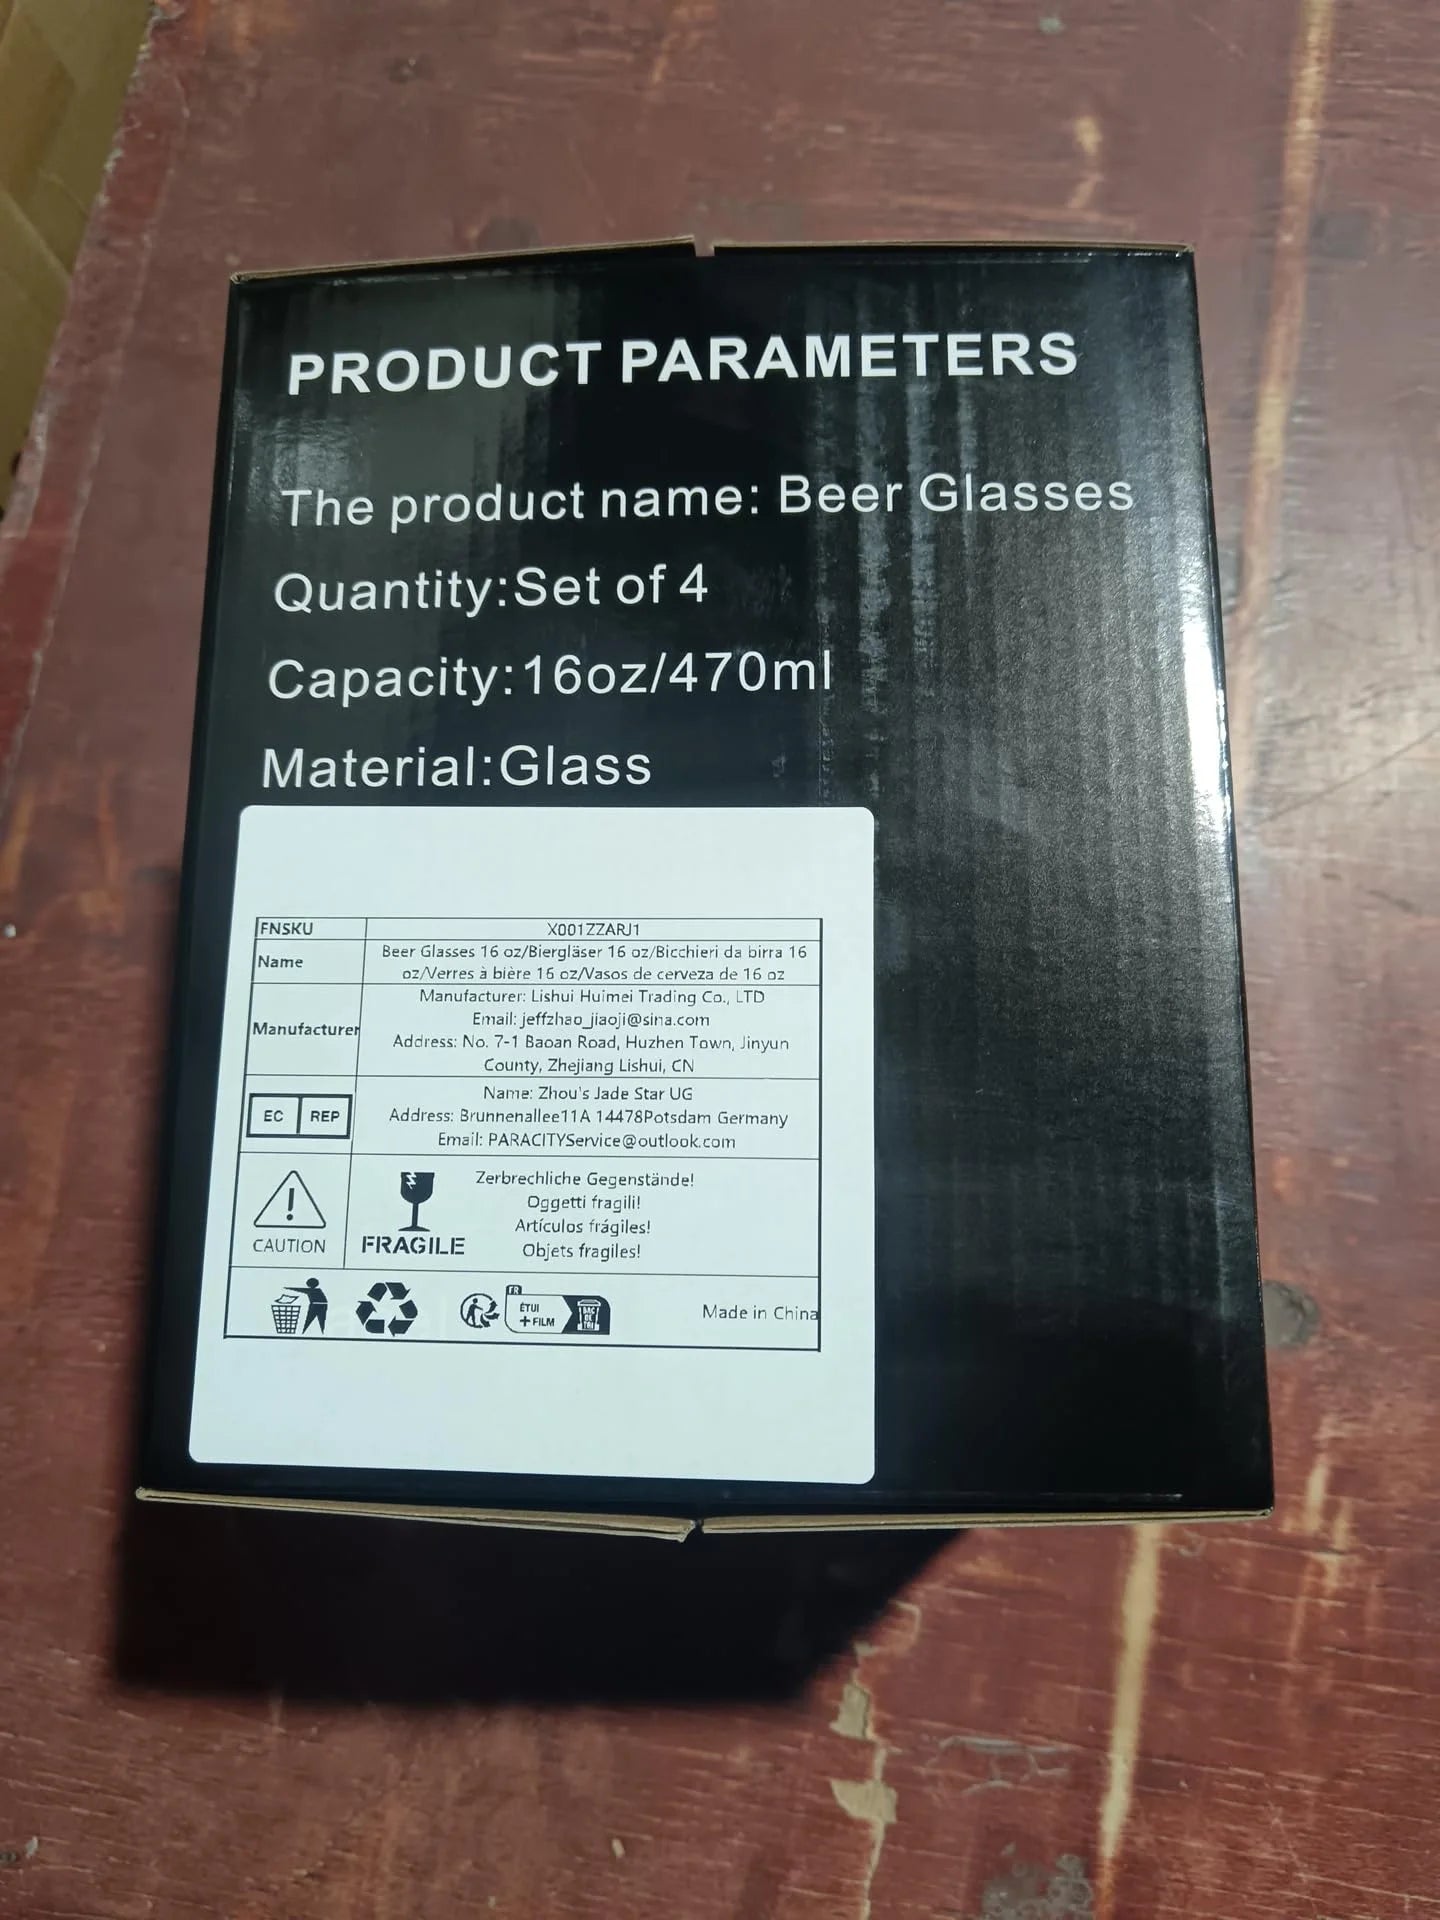 PRODUCT PARAMETERS
The product name: Beer Glasses
Quantity:Set of 4
Capacity:16oz/470ml
Material:Glass
FNSKU X001ZZARJ1
Name Beer Glasses 16 oz/Biergläser 16 oz/Bicchieri da birra 16
oz/Verres à bière 16 oz/Vasos de cerveza de 16 oz
Manufacturer Manufacturer: Lishui Huimei Trading Co., LTD
Email: jeffzhao_jiaoji@sina.com
Address: No. 7-1 Baoan Road, Huzhen Town, Jinyun
County, Zhejiang Lishui, CN
EC REP Name: Zhou's Jade Star UG
Address: Brunnenallee11A 14478Potsdam Germany
Email: PARACITYService@outlook.com
CAUTION FRAGILE Zerbrechliche Gegenstände!
Oggetti fragili!
Artículos frágiles!
Objets fragiles!
FR
ÉTUI
+ FILM
BAC
DE
TRI
Made in China